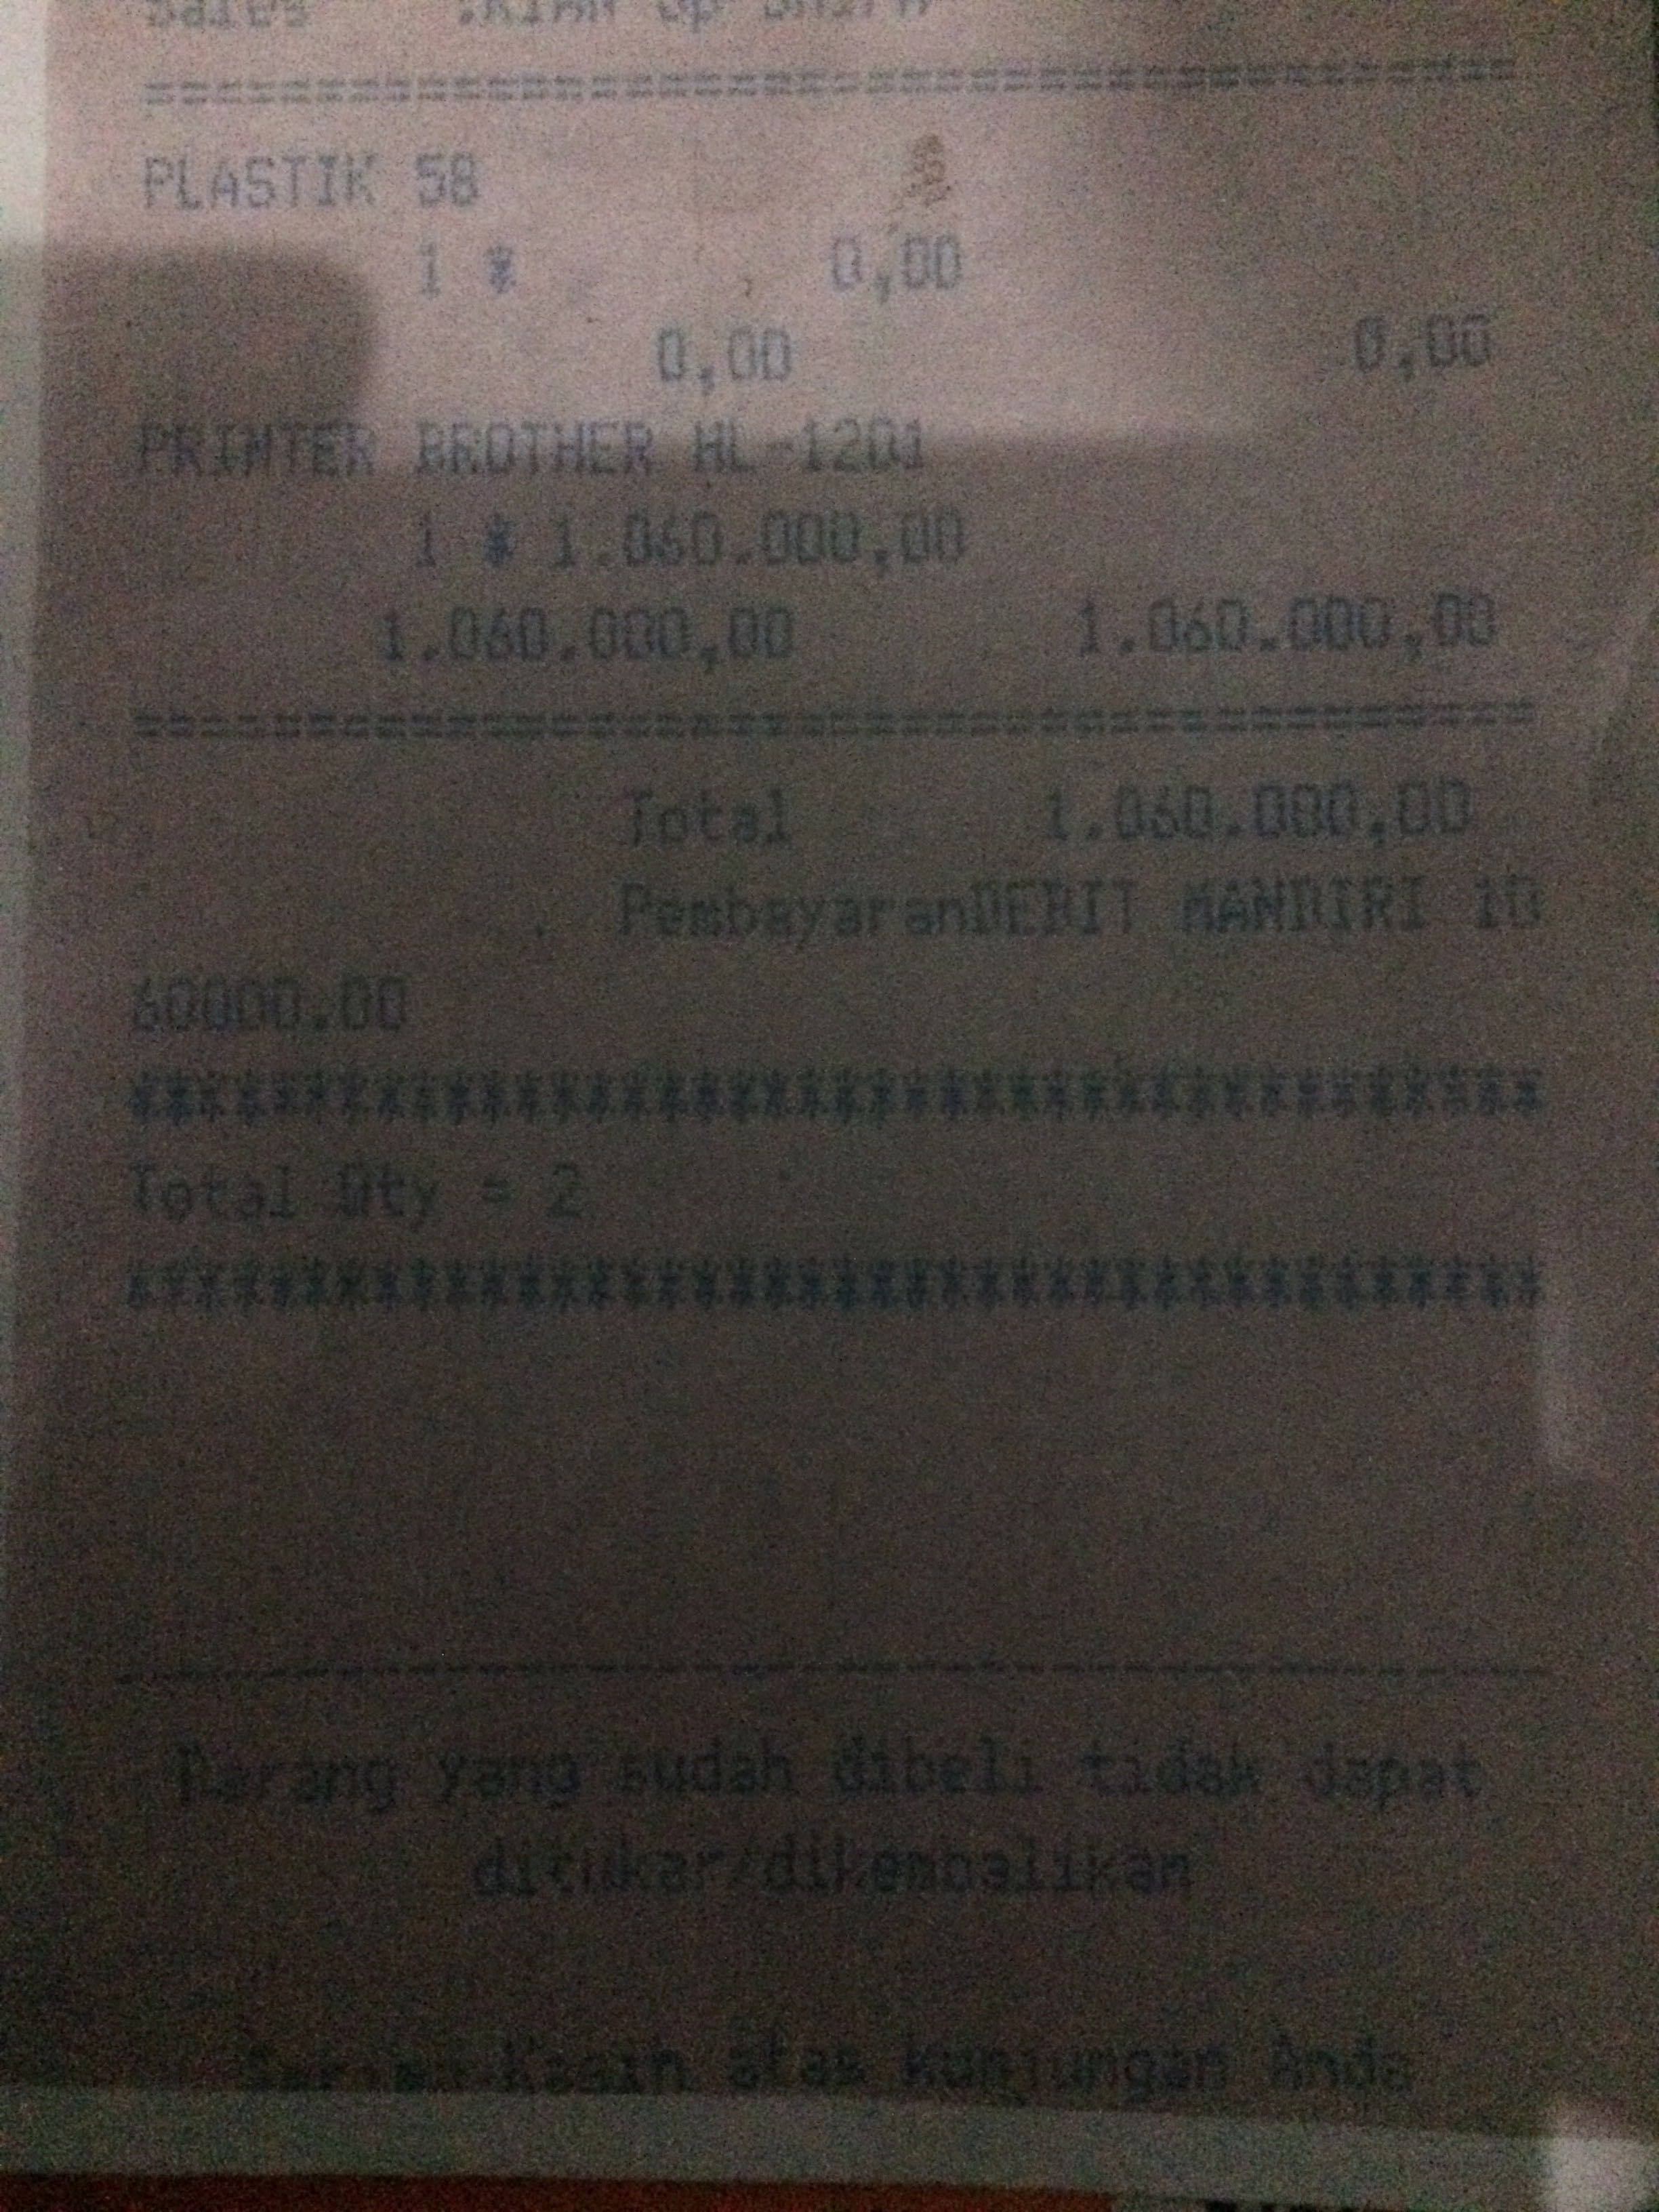 Sales
====================================
PLASTIK 58
1 * 0,00
0,00 0,00
PRINTER BROTHER HL-1201
1 * 1.060.000,00
1.060.000,00 1.060.000,00
====================================
Total 1.060.000,00
PembayaranDEBIT MANDIRI 10
60000.00
****************************************
Total Qty = 2
****************************************
----------------------------------------
Barang yang sudah dibeli tidak dapat
ditukar/dikembalikan
Kasih atas Kunjungan Anda